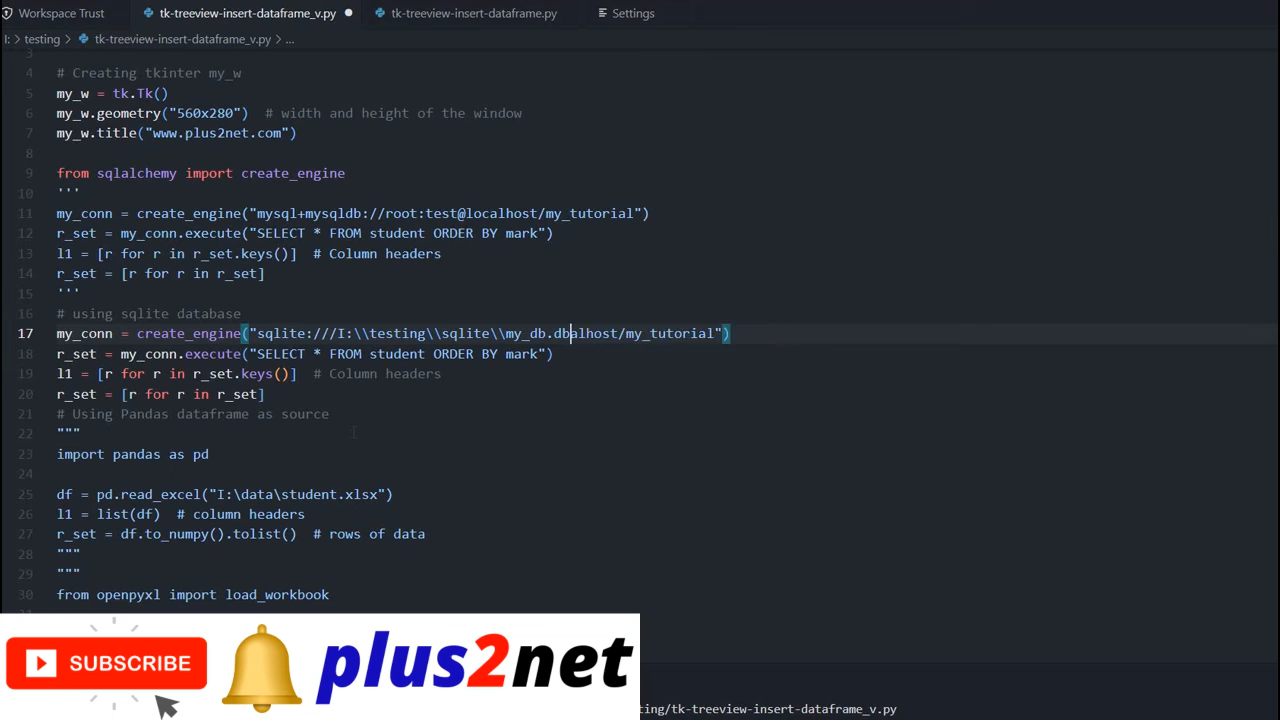 Workspace Trust
tk-treeview-insert-dataframe_v.py
tk-treeview-insert-dataframe.py
Settings
I: > testing > tk-treeview-insert-dataframe_v.py > ...
3
4 # Creating tkinter my_w
5 my_w = tk.Tk()
6 my_w.geometry("560x280")  # width and height of the window
7 my_w.title("www.plus2net.com")
8
9 from sqlalchemy import create_engine
10 '''
11 my_conn = create_engine("mysql+mysqldb://root:test@localhost/my_tutorial")
12 r_set = my_conn.execute("SELECT * FROM student ORDER BY mark")
13 l1 = [r for r in r_set.keys()]  # Column headers
14 r_set = [r for r in r_set]
15 '''
16 # using sqlite database
17 my_conn = create_engine("sqlite:///I:\\testing\\sqlite\\my_db.dbalhost/my_tutorial")
18 r_set = my_conn.execute("SELECT * FROM student ORDER BY mark")
19 l1 = [r for r in r_set.keys()]  # Column headers
20 r_set = [r for r in r_set]
21 # Using Pandas dataframe as source
22 """
23 import pandas as pd
24
25 df = pd.read_excel("I:\data\student.xlsx")
26 l1 = list(df)  # column headers
27 r_set = df.to_numpy().tolist()  # rows of data
28 """
29 """
30 from openpyxl import load_workbook
SUBSCRIBE
plus2net
ting/tk-treeview-insert-dataframe_v.py